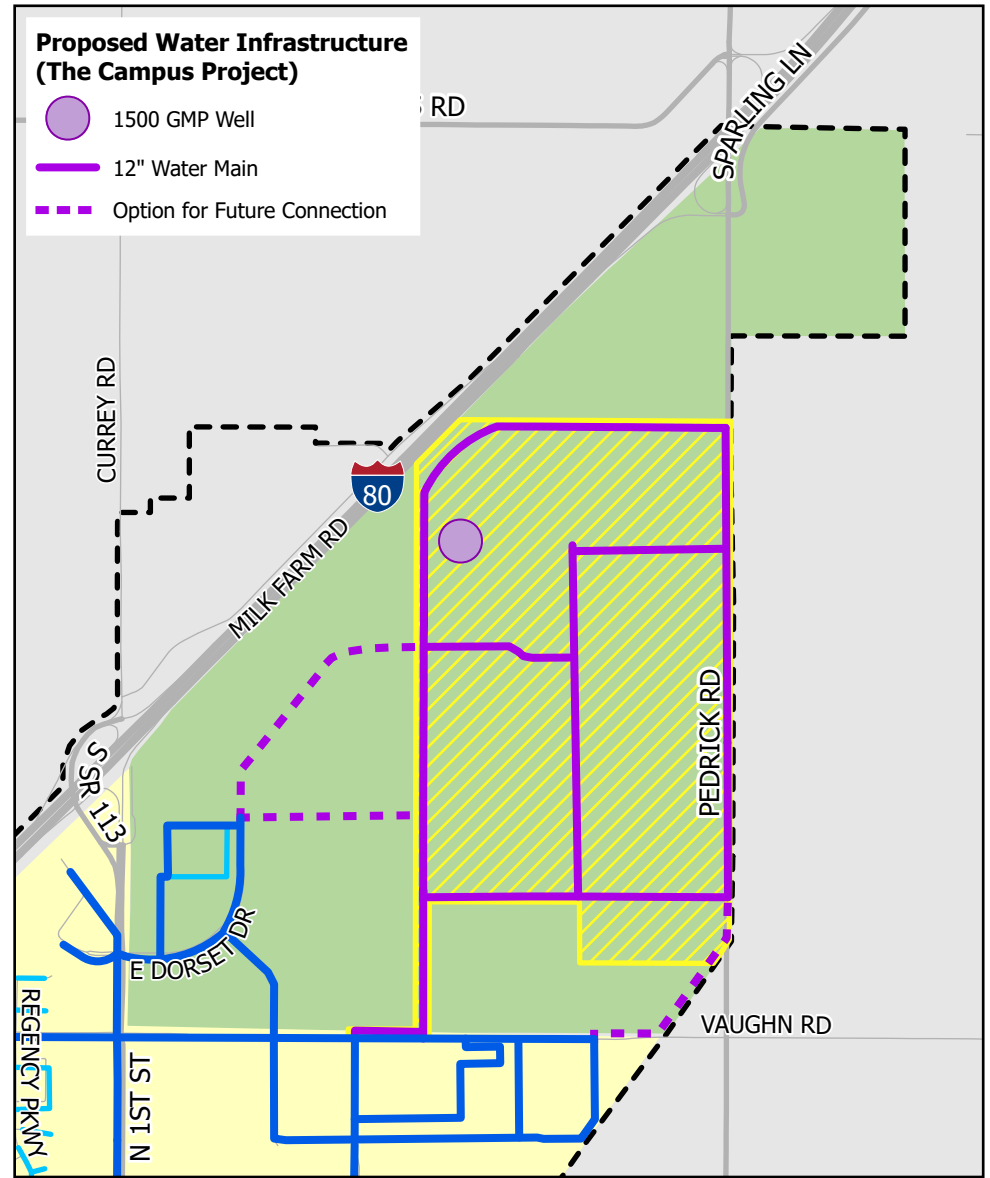 Proposed Water Infrastructure
(The Campus Project)
1500 GMP Well
12" Water Main
Option for Future Connection
RD
SPARLING LN
CURREY RD
80
MILK FARM RD
PEDRICK RD
SR 113 S
E DORSET DR
VAUGHN RD
REGENCY PKWY
N 1ST ST